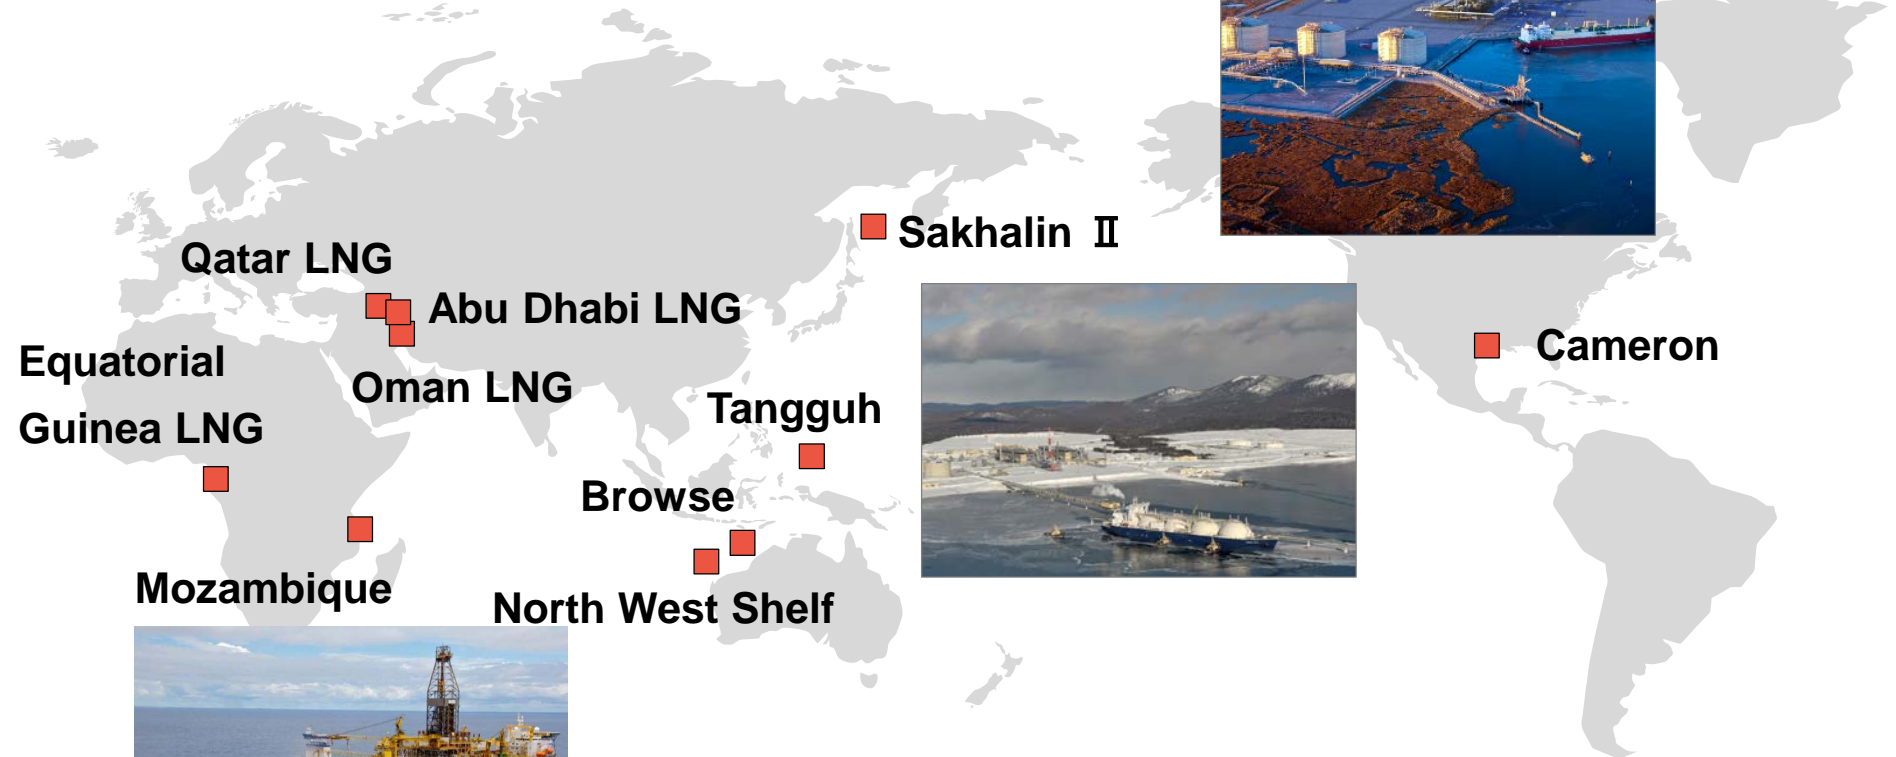 Sakhalin Ⅱ
Qatar LNG
Abu Dhabi LNG
Cameron
Equatorial
Guinea LNG
Oman LNG
Tangguh
Browse
Mozambique
North West Shelf